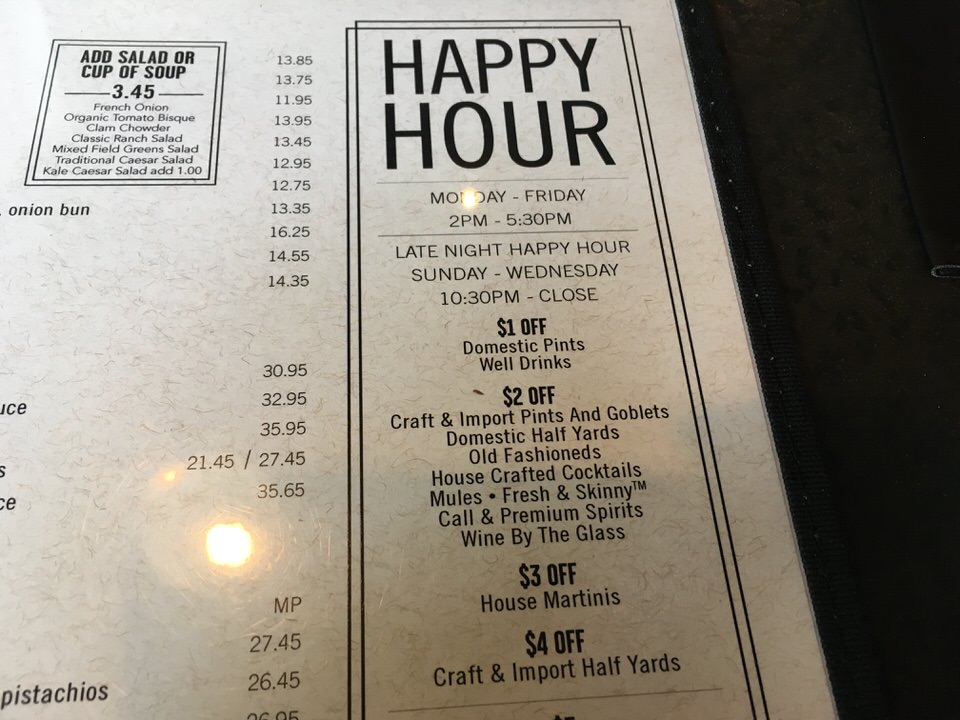 ADD SALAD OR
CUP OF SOUP
3.45
French Onion
Organic Tomato Bisque
Clam Chowder
Classic Ranch Salad
Mixed Field Greens Salad
Traditional Caesar Salad
Kale Caesar Salad add 1.00
onion bun
13.85
13.75
11.95
13.95
13.45
12.95
12.75
13.35
16.25
14.55
14.35
30.95
32.95
35.95
21.45 / 27.45
35.65
MP
27.45
26.45
26.95
pistachios
HAPPY
HOUR
MONDAY - FRIDAY
2PM - 5:30PM
LATE NIGHT HAPPY HOUR
SUNDAY - WEDNESDAY
10:30PM - CLOSE
$1 OFF
Domestic Pints
Well Drinks
$2 OFF
Craft & Import Pints And Goblets
Domestic Half Yards
Old Fashioneds
House Crafted Cocktails
Mules • Fresh & Skinny™
Call & Premium Spirits
Wine By The Glass
$3 OFF
House Martinis
$4 OFF
Craft & Import Half Yards